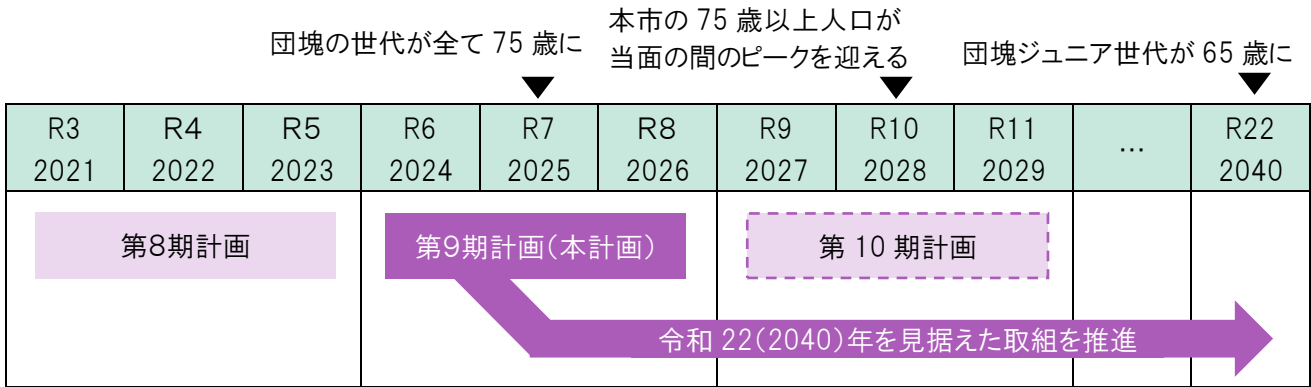 団塊の世代が全て 75 歳に
本市の 75 歳以上人口が
当面の間のピークを迎える
団塊ジュニア世代が 65 歳に
R3 R4 R5 R6 R7 R8 R9 R10 R11 … R22
2021 2022 2023 2024 2025 2026 2027 2028 2029 2040
第8期計画 第9期計画(本計画) 第 10 期計画
令和 22(2040)年を見据えた取組を推進